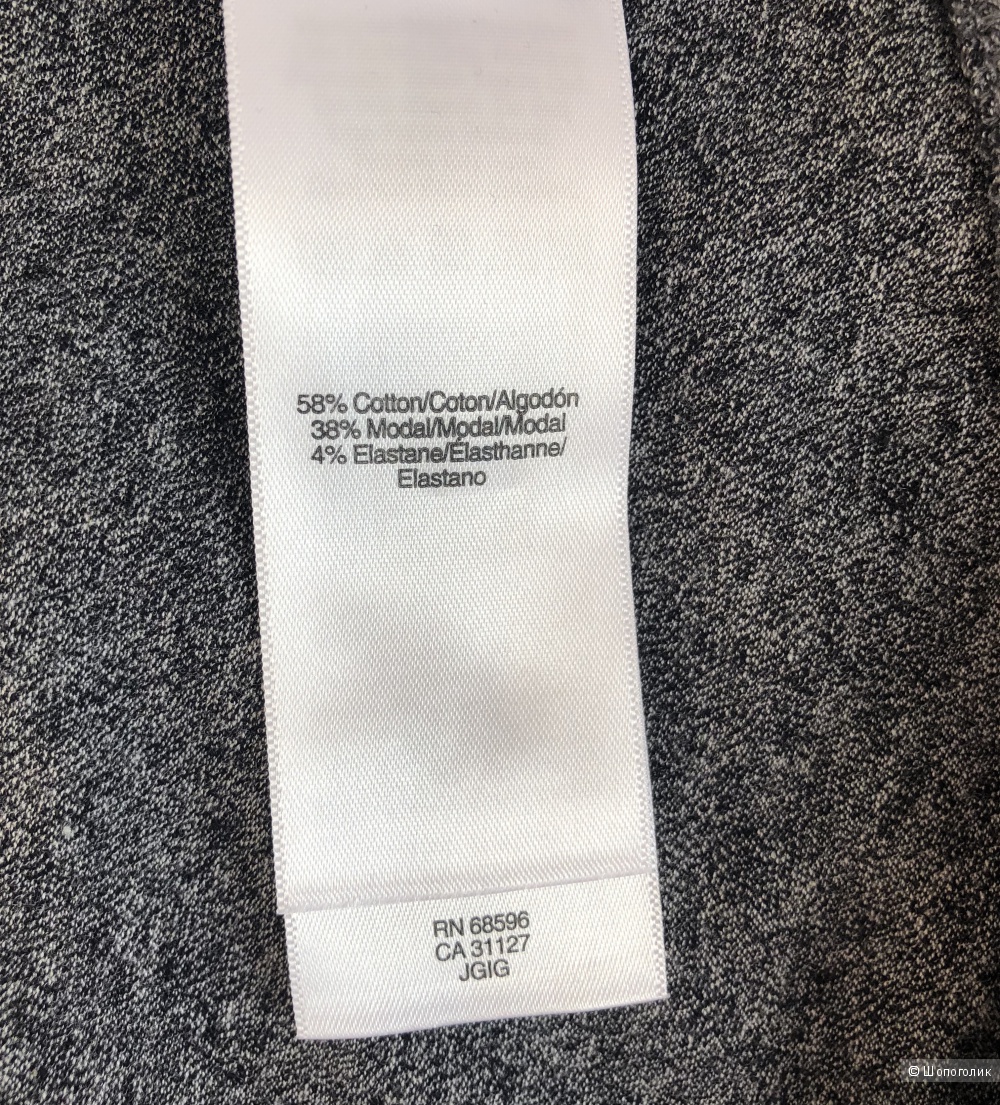 58% Cotton/Coton/Algodón
38% Modal/Modal/Modal
4% Elastane/Élasthanne/
Elastano
RN 68596
CA 31127
JGIG
© Шопоголик